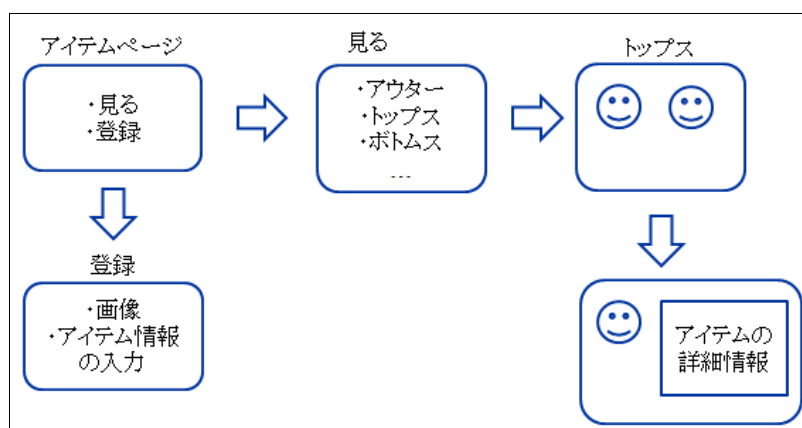 アイテムページ
・見る
・登録
見る
・アウター
・トップス
・ボトムス
...
トップス
登録
・画像
・アイテム情報
の入力
アイテムの
詳細情報